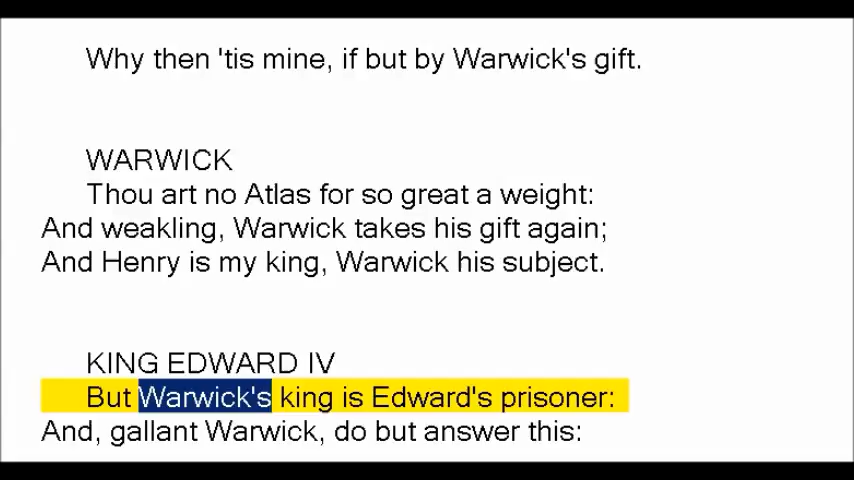 Why then 'tis mine, if but by Warwick's gift.
WARWICK
Thou art no Atlas for so great a weight:
And weakling, Warwick takes his gift again;
And Henry is my king, Warwick his subject.
KING EDWARD IV
But Warwick's king is Edward's prisoner:
And, gallant Warwick, do but answer this: